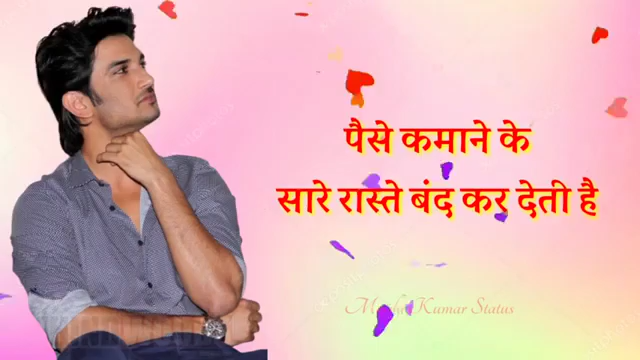 पैसे कमाने के
सारे रास्ते बंद कर देती है
Kumar Status